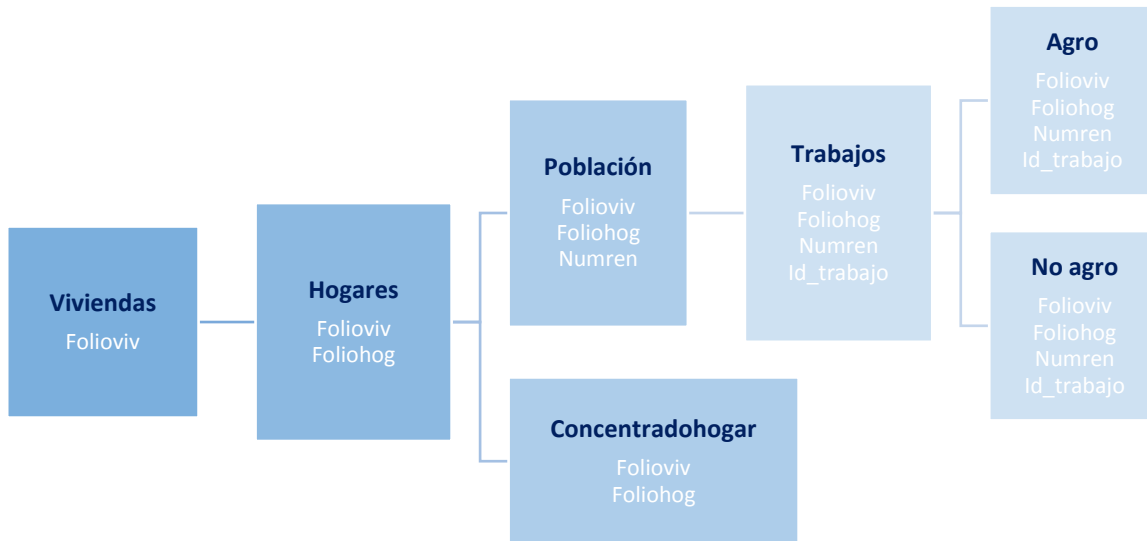 Viviendas
Folioviv
Hogares
Folioviv
Foliohog
Población
Folioviv
Foliohog
Numren
Concentradohogar
Folioviv
Foliohog
Trabajos
Folioviv
Foliohog
Numren
Id_trabajo
Agro
Folioviv
Foliohog
Numren
Id_trabajo
No agro
Folioviv
Foliohog
Numren
Id_trabajo